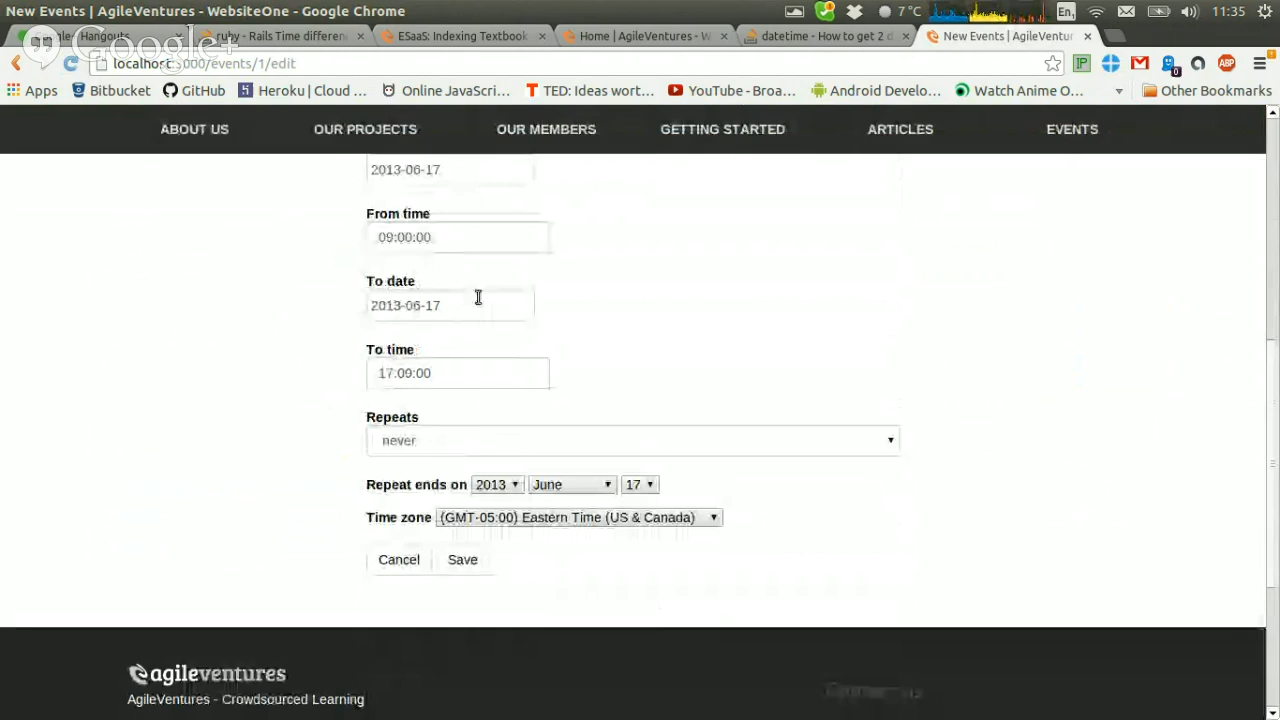 New Events | AgileVentures - WebsiteOne - Google Chrome
7 °C
En1
11:35
Google+
Hangouts
ruby - Rails Time differen
ESaaS: Indexing Textbook
Home | AgileVentures - W
datetime - How to get 2 d
New Events | AgileVentur
localhost:3000/events/1/edit
Apps
Bitbucket
GitHub
Heroku | Cloud ...
Online JavaScri...
TED: Ideas wort...
YouTube - Broa...
Android Develo...
Watch Anime O...
Other Bookmarks
ABOUT US
OUR PROJECTS
OUR MEMBERS
GETTING STARTED
ARTICLES
EVENTS
2013-06-17
From time
09:00:00
To date
2013-06-17
To time
17:09:00
Repeats
never
Repeat ends on 2013 June 17
Time zone (GMT-05:00) Eastern Time (US & Canada)
Cancel
Save
agileventures
AgileVentures - Crowdsourced Learning